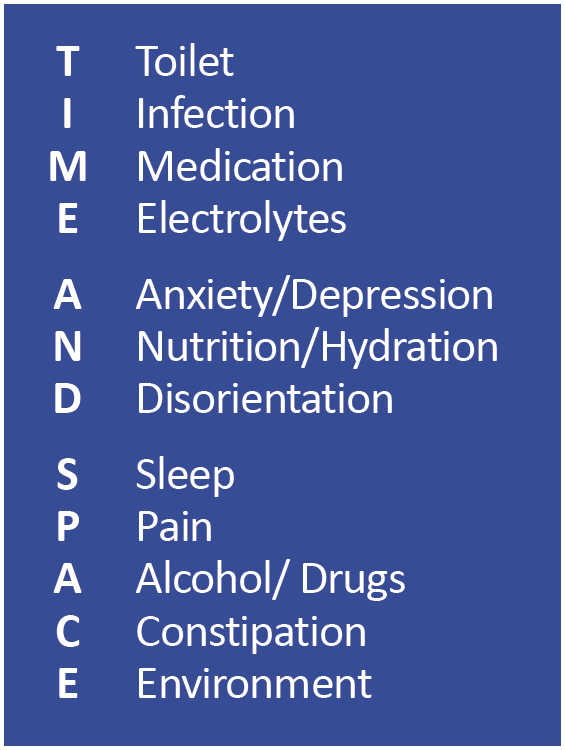 T Toilet
I Infection
M Medication
E Electrolytes
A Anxiety/Depression
N Nutrition/Hydration
D Disorientation
S Sleep
P Pain
A Alcohol/ Drugs
C Constipation
E Environment